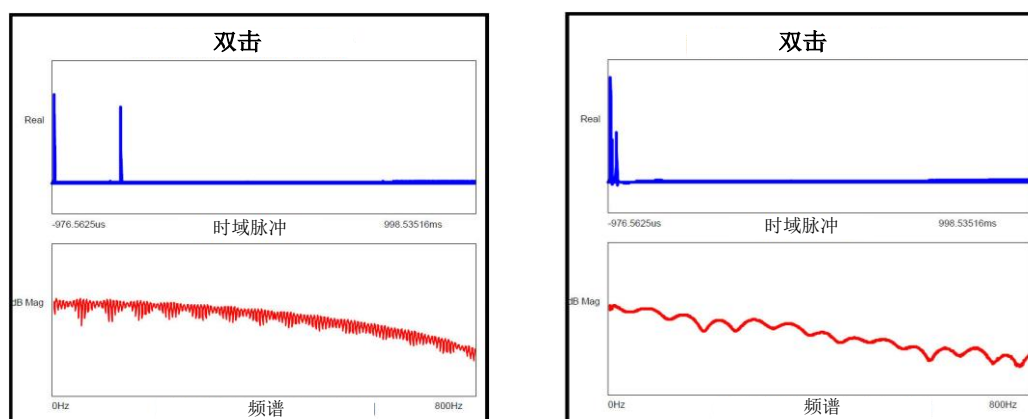 双击
Real
-976.5625us
时域脉冲
998.53516ms
dB Mag
0Hz
频谱
800Hz
双击
Real
-976.5625us
时域脉冲
998.53516ms
dB Mag
0Hz
频谱
800Hz